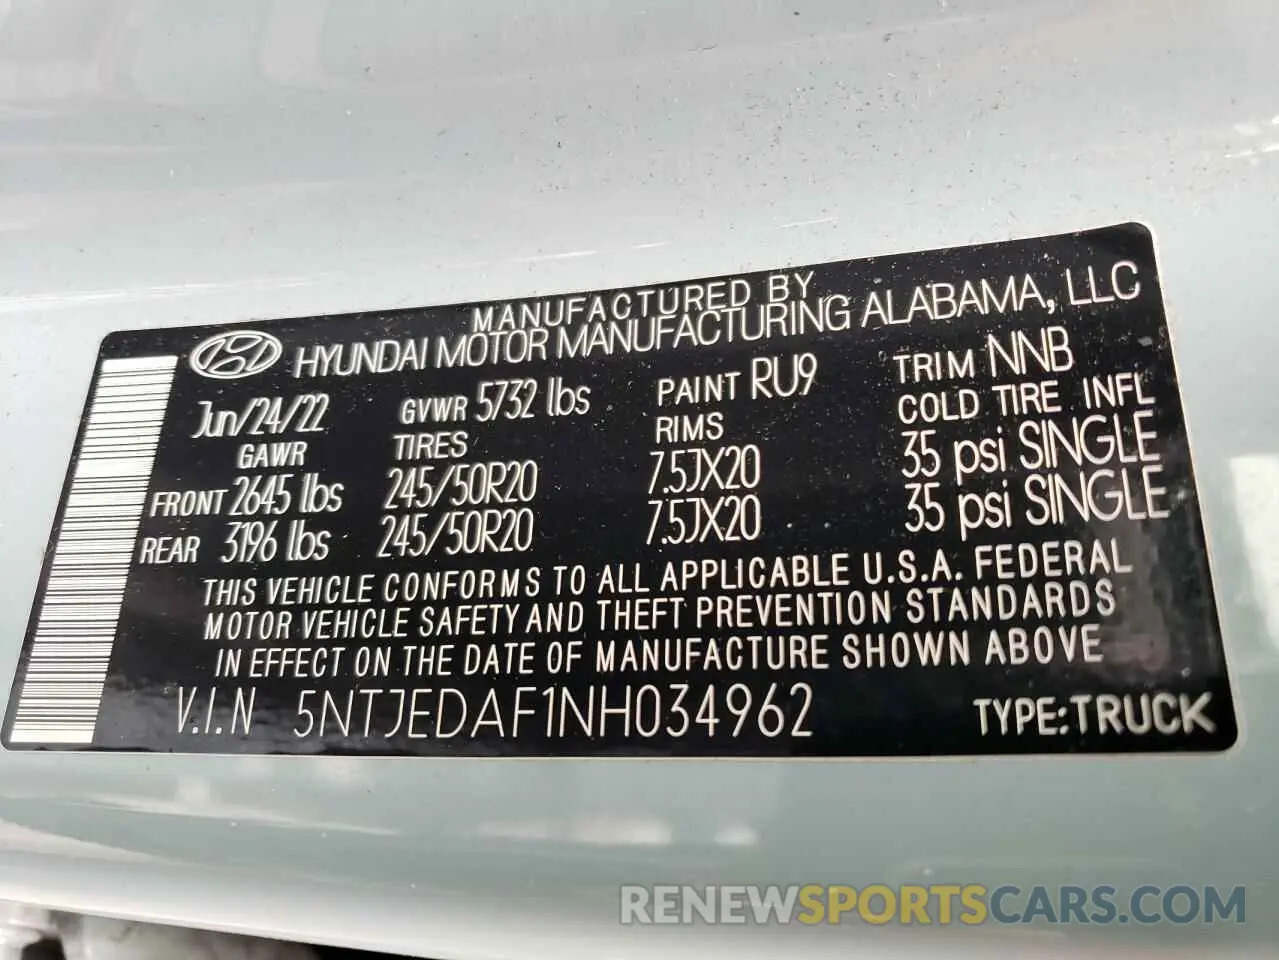 MANUFACTURED BY
HYUNDAI MOTOR MANUFACTURING ALABAMA, LLC
Jun/24/22 GVWR 5732 lbs PAINT RU9 TRIM NNB
GAWR TIRES RIMS COLD TIRE INFL
FRONT 2645 lbs 245/50R20 7.5JX20 35 psi SINGLE
REAR 3196 lbs 245/50R20 7.5JX20 35 psi SINGLE
THIS VEHICLE CONFORMS TO ALL APPLICABLE U.S.A. FEDERAL
MOTOR VEHICLE SAFETY AND THEFT PREVENTION STANDARDS
IN EFFECT ON THE DATE OF MANUFACTURE SHOWN ABOVE
V.I.N 5NTJEDAF1NH034962 TYPE:TRUCK
RENEWSPORTSCARS.COM